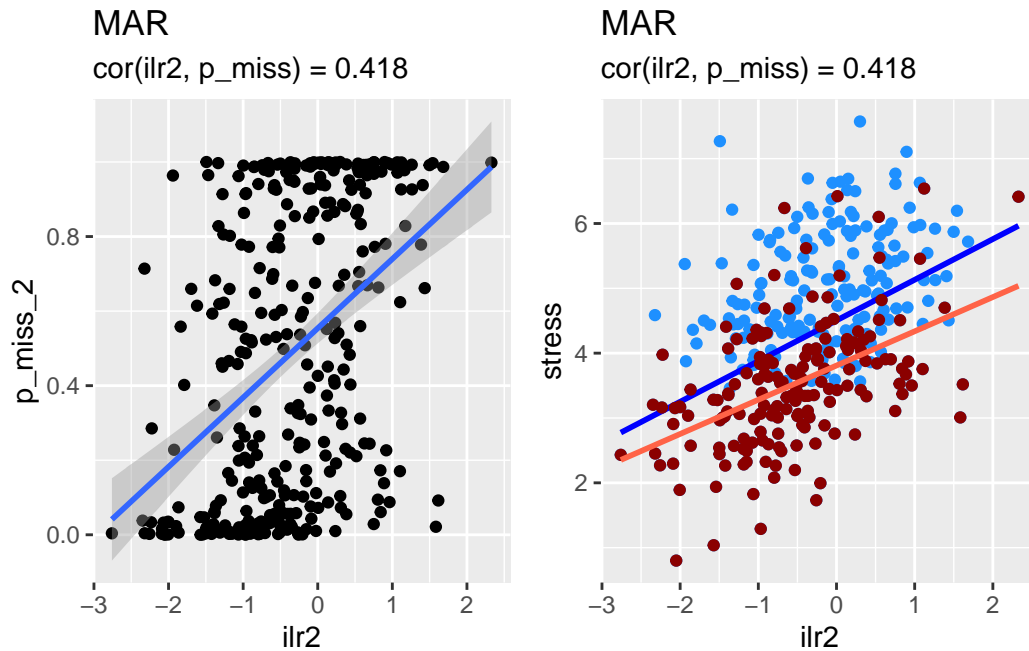 MAR
cor(ilr2, p_miss) = 0.418
p_miss_2
0.8
0.4
0.0
−3 −2 −1 0 1 2
ilr2
MAR
cor(ilr2, p_miss) = 0.418
stress
6
4
2
−3 −2 −1 0 1 2
ilr2